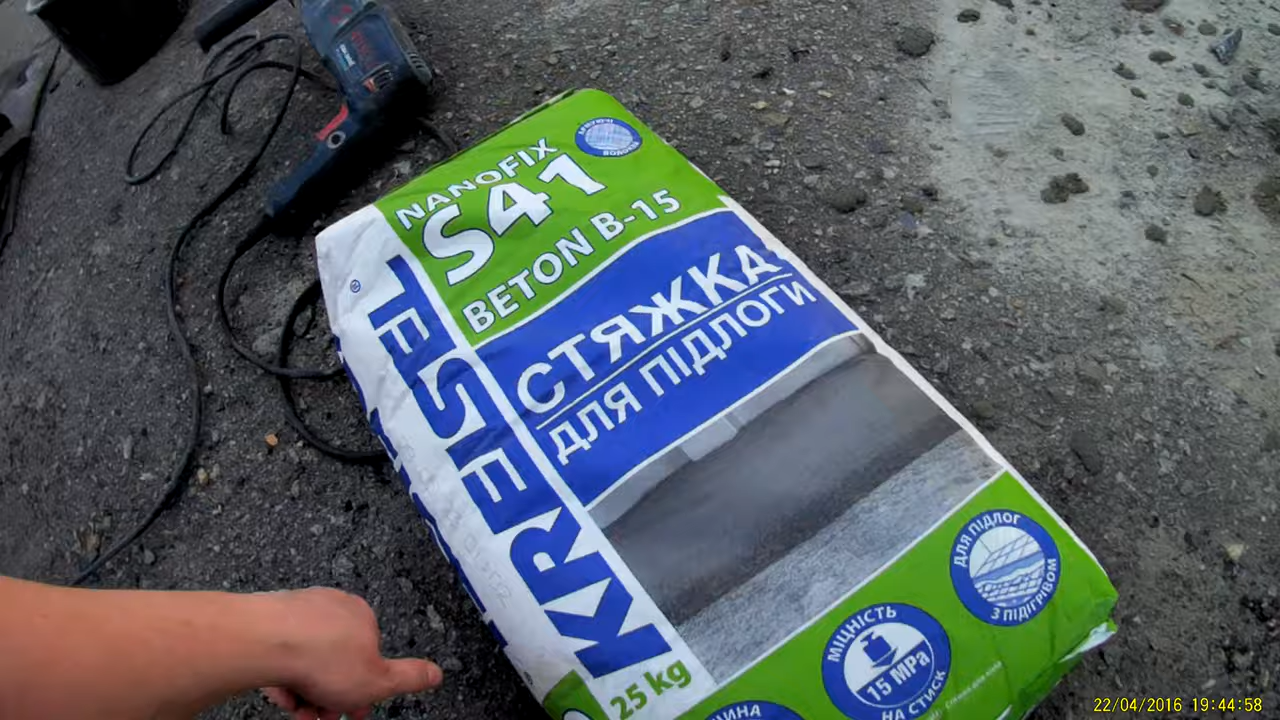 NANOFIX
S41
BETON B-15
СТЯЖКА
ДЛЯ ПІДЛОГИ
KREISEL
®
25 kg
ДЛЯ ПІДЛОГ
З ПІДІГРІВОМ
МІЦНІСТЬ
15 MPa
НА СТИСК
22/04/2016 19:44:58